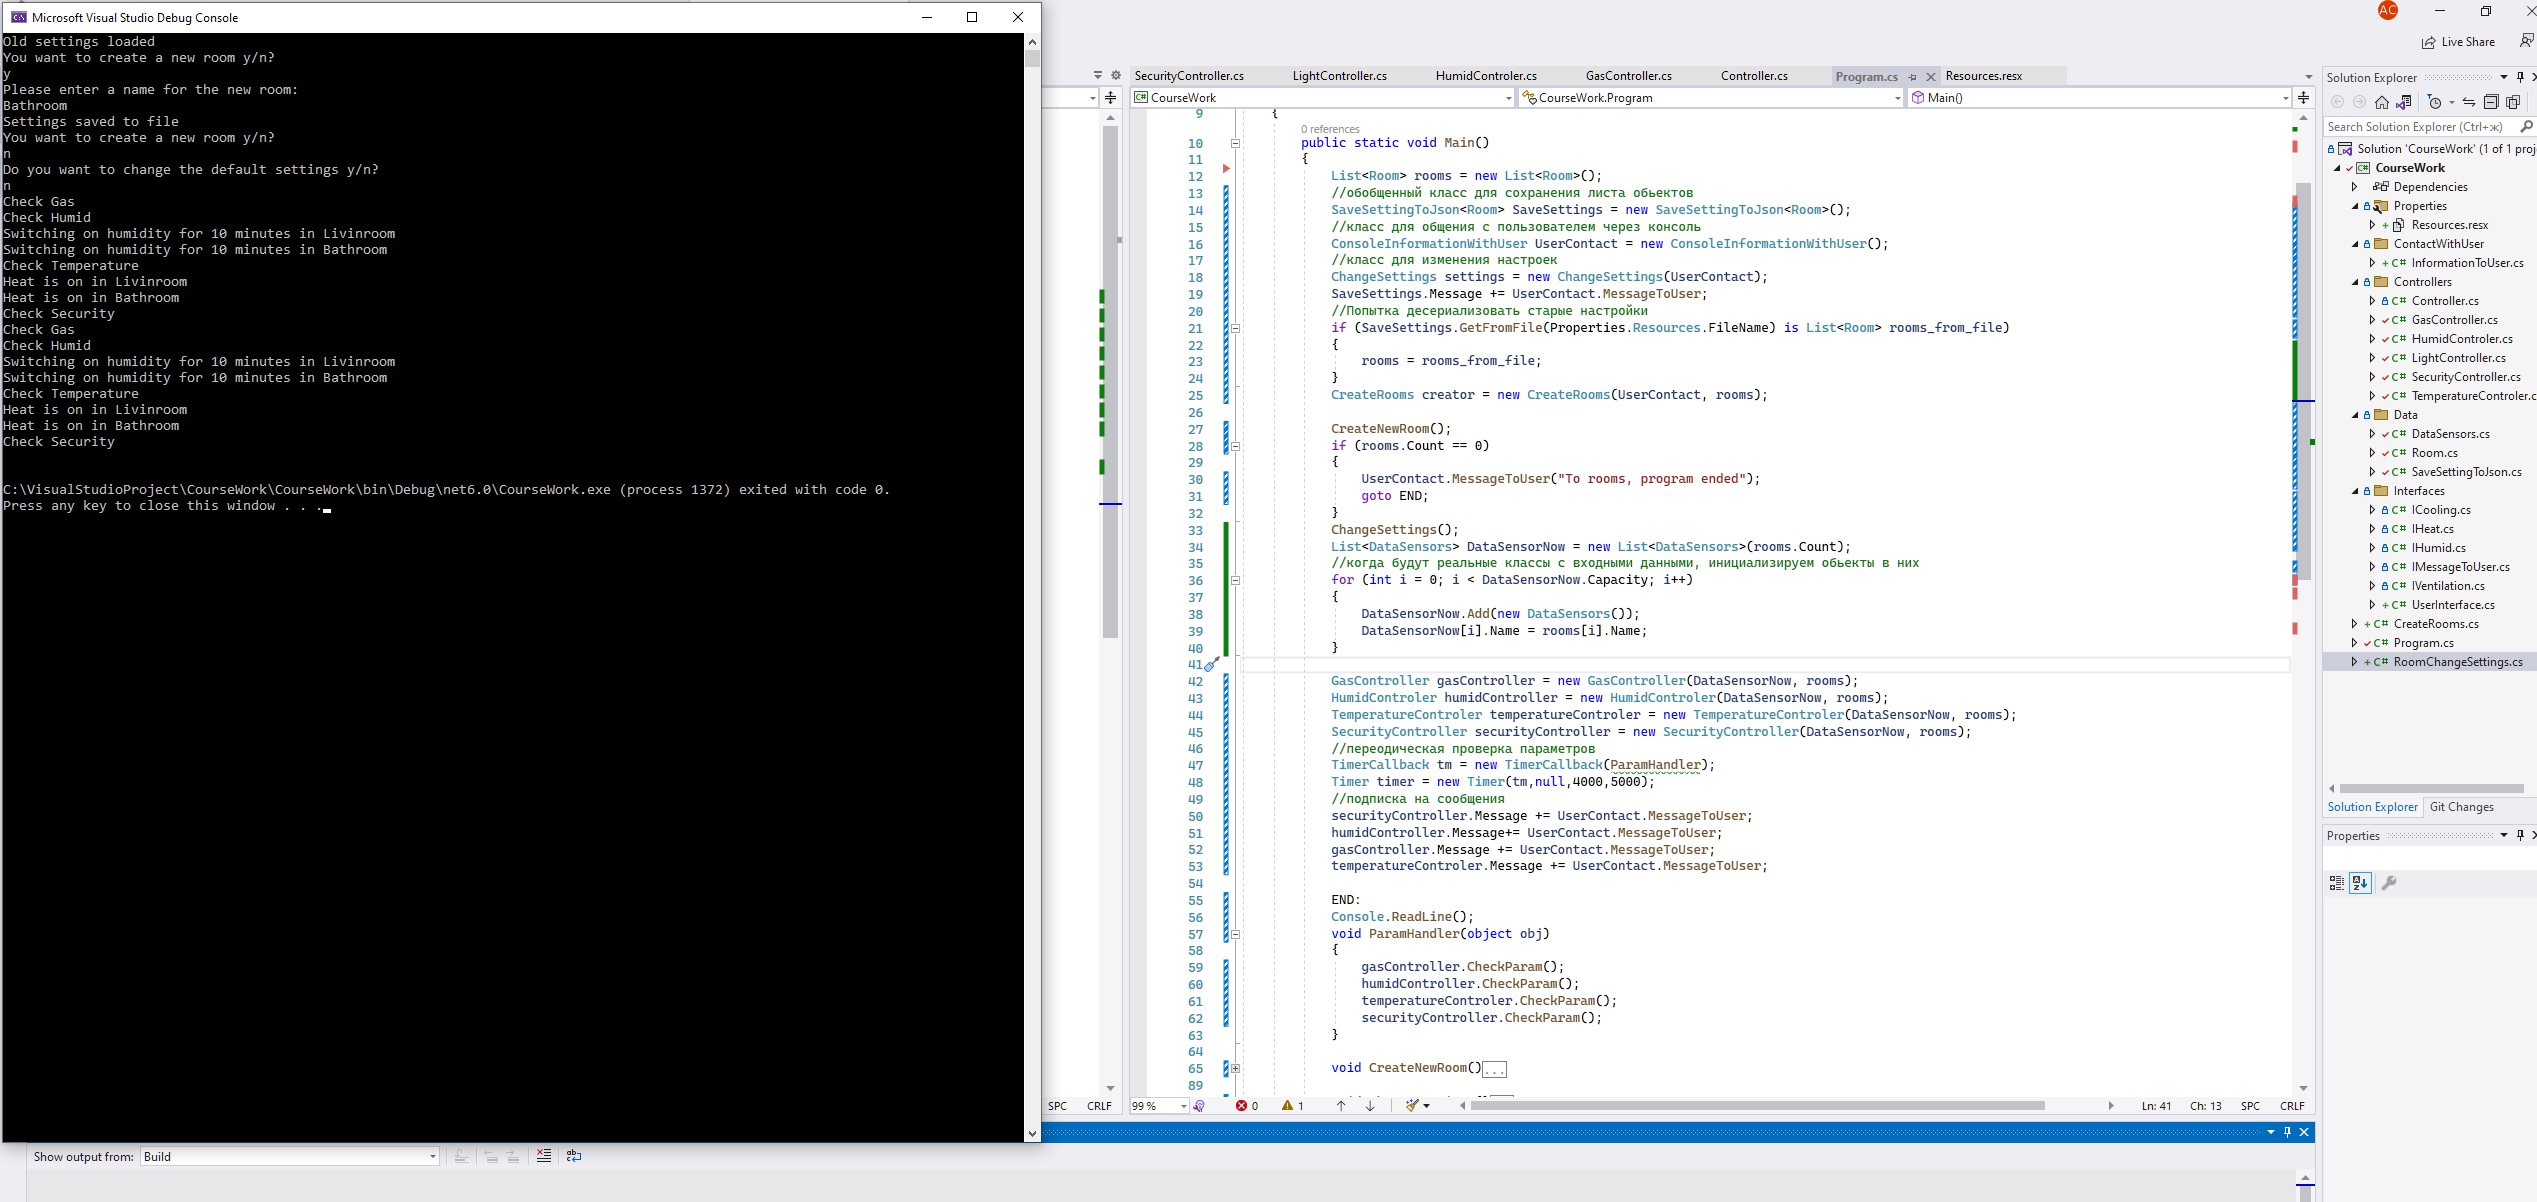 Microsoft Visual Studio Debug Console
Old settings loaded
You want to create a new room y/n?
y
Please enter a name for the new room:
Bathroom
Settings saved to file
You want to create a new room y/n?
n
Do you want to change the default settings y/n?
n
Check Gas
Check Humid
Switching on humidity for 10 minutes in Livinroom
Switching on humidity for 10 minutes in Bathroom
Check Temperature
Heat is on in Livinroom
Heat is on in Bathroom
Check Security
Check Gas
Check Humid
Switching on humidity for 10 minutes in Livinroom
Switching on humidity for 10 minutes in Bathroom
Check Temperature
Heat is on in Livinroom
Heat is on in Bathroom
Check Security
C:\VisualStudioProject\CourseWork\CourseWork\bin\Debug\net6.0\CourseWork.exe (process 1372) exited with code 0.
Press any key to close this window . . .
SPC CRLF
Show output from: Build
AC
Live Share
SecurityController.cs LightController.cs HumidControler.cs GasController.cs Controller.cs Program.cs Resources.resx
CourseWork CourseWork.Program Main()
9 {
0 references
10 public static void Main()
11 {
12 List<Room> rooms = new List<Room>();
13 //обобщенный класс для сохранения листа обьектов
14 SaveSettingToJson<Room> SaveSettings = new SaveSettingToJson<Room>();
15 //класс для общения с пользователем через консоль
16 ConsoleInformationWithUser UserContact = new ConsoleInformationWithUser();
17 //класс для изменения настроек
18 ChangeSettings settings = new ChangeSettings(UserContact);
19 SaveSettings.Message += UserContact.MessageToUser;
20 //Попытка десериализовать старые настройки
21 if (SaveSettings.GetFromFile(Properties.Resources.FileName) is List<Room> rooms_from_file)
22 {
23 rooms = rooms_from_file;
24 }
25 CreateRooms creator = new CreateRooms(UserContact, rooms);
26
27 CreateNewRoom();
28 if (rooms.Count == 0)
29 {
30 UserContact.MessageToUser("To rooms, program ended");
31 goto END;
32 }
33 ChangeSettings();
34 List<DataSensors> DataSensorNow = new List<DataSensors>(rooms.Count);
35 //когда будут реальные классы с входными данными, инициализируем обьекты в них
36 for (int i = 0; i < DataSensorNow.Capacity; i++)
37 {
38 DataSensorNow.Add(new DataSensors());
39 DataSensorNow[i].Name = rooms[i].Name;
40 }
41
42 GasController gasController = new GasController(DataSensorNow, rooms);
43 HumidControler humidController = new HumidControler(DataSensorNow, rooms);
44 TemperatureControler temperatureControler = new TemperatureControler(DataSensorNow, rooms);
45 SecurityController securityController = new SecurityController(DataSensorNow, rooms);
46 //переодическая проверка параметров
47 TimerCallback tm = new TimerCallback(ParamHandler);
48 Timer timer = new Timer(tm,null,4000,5000);
49 //подписка на сообщения
50 securityController.Message += UserContact.MessageToUser;
51 humidController.Message+= UserContact.MessageToUser;
52 gasController.Message += UserContact.MessageToUser;
53 temperatureControler.Message += UserContact.MessageToUser;
54
55 END:
56 Console.ReadLine();
57 void ParamHandler(object obj)
58 {
59 gasController.CheckParam();
60 humidController.CheckParam();
61 temperatureControler.CheckParam();
62 securityController.CheckParam();
63 }
64
65 void CreateNewRoom()...
89
99 % 0 1 Ln: 41 Ch: 13 SPC CRLF
Solution Explorer
Search Solution Explorer (Ctrl+ж)
Solution 'CourseWork' (1 of 1 proj
CourseWork
Dependencies
Properties
Resources.resx
ContactWithUser
InformationToUser.cs
Controllers
Controller.cs
GasController.cs
HumidControler.cs
LightController.cs
SecurityController.cs
TemperatureControler.c
Data
DataSensors.cs
Room.cs
SaveSettingToJson.cs
Interfaces
ICooling.cs
IHeat.cs
IHumid.cs
IMessageToUser.cs
IVentilation.cs
UserInterface.cs
CreateRooms.cs
Program.cs
RoomChangeSettings.cs
Solution Explorer Git Changes
Properties